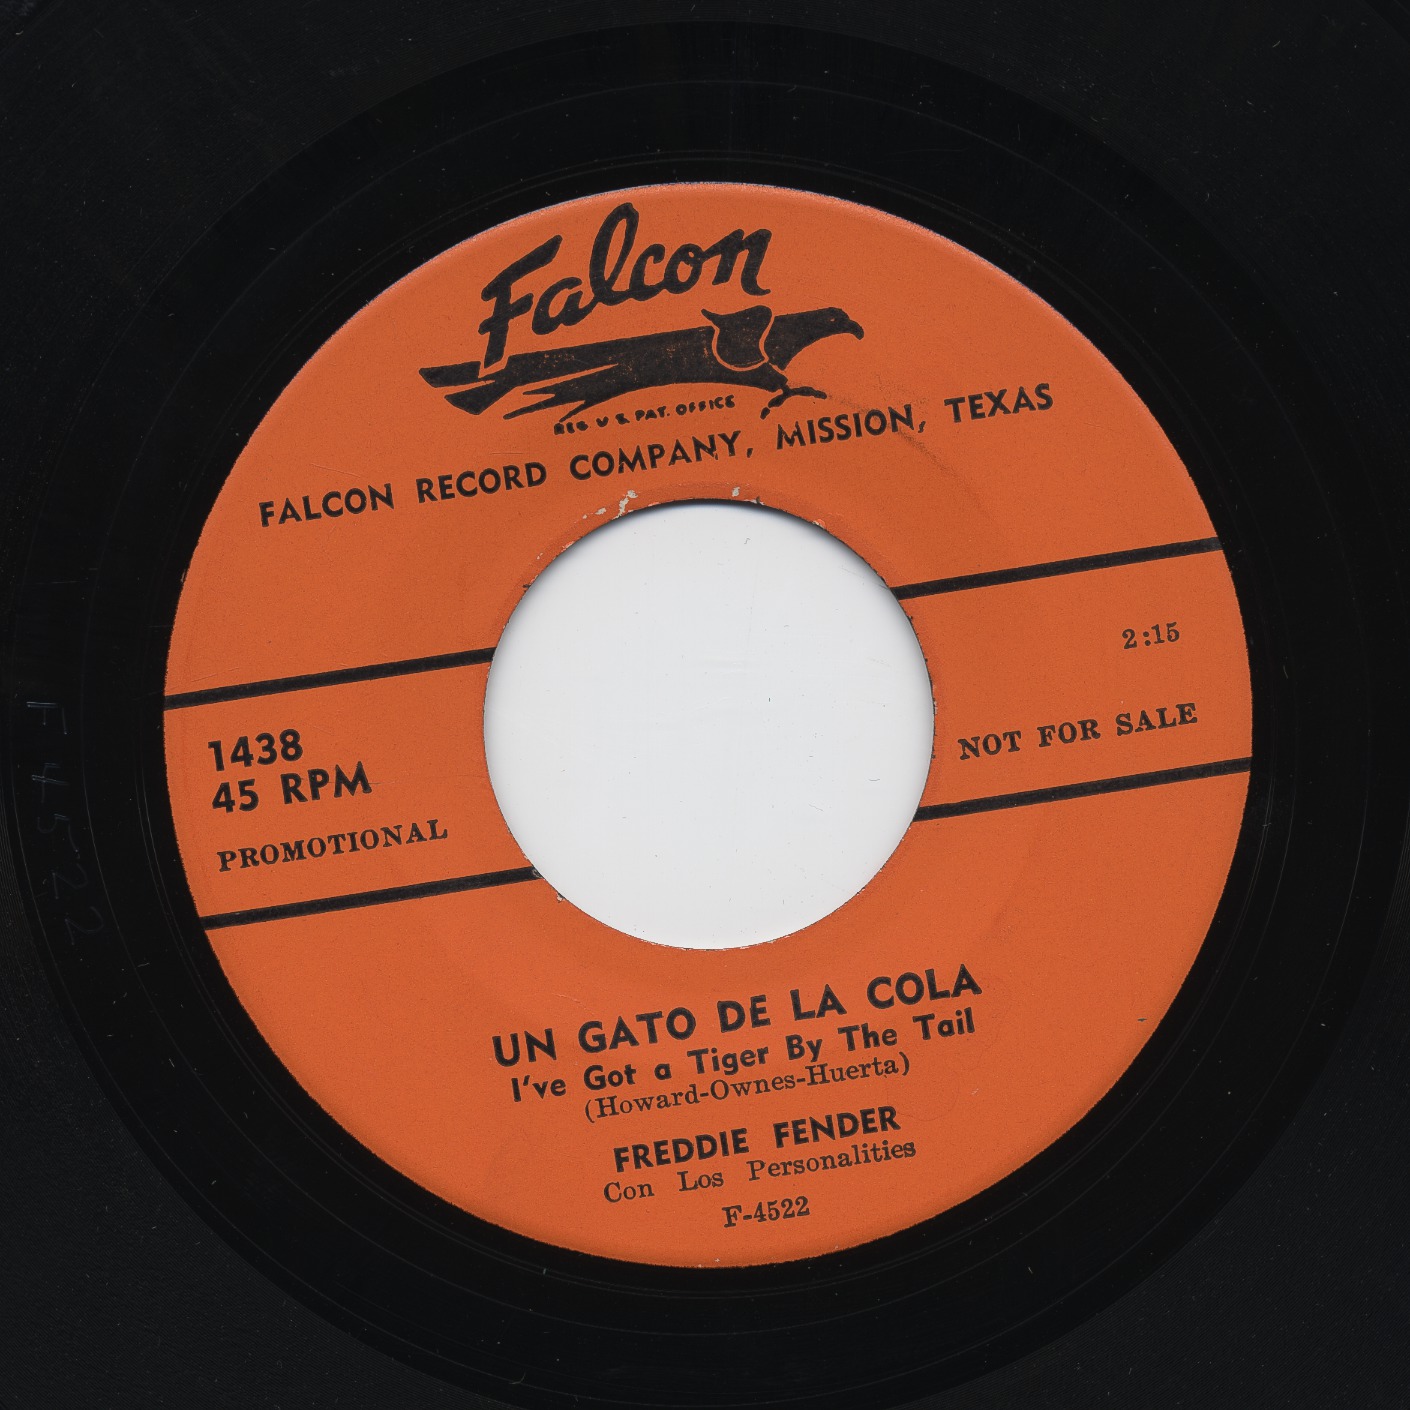 Falcon
REG U S PAT. OFFICE
FALCON RECORD COMPANY, MISSION, TEXAS
2:15
1438
NOT FOR SALE
45 RPM
PROMOTIONAL
UN GATO DE LA COLA
I've Got a Tiger By The Tail
(Howard-Ownes-Huerta)
FREDDIE FENDER
Con Los Personalities
F-4522
F4522